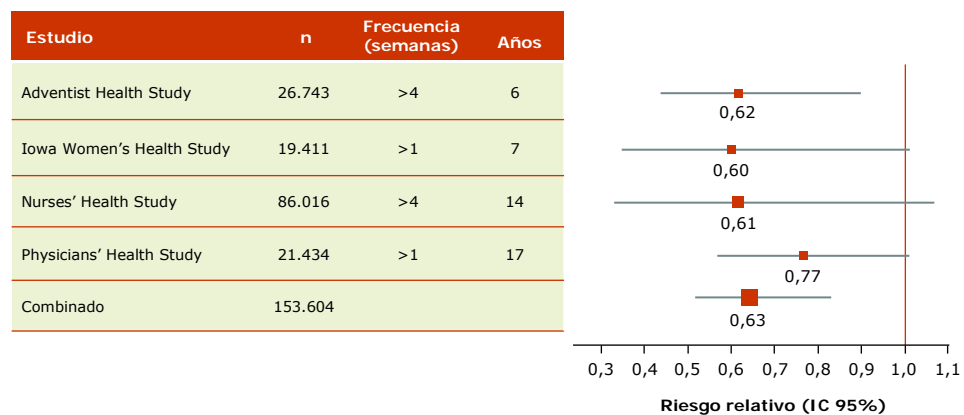 Estudio n Frecuencia (semanas) Años
Adventist Health Study 26.743 >4 6
0,62
Iowa Women’s Health Study 19.411 >1 7
0,60
Nurses’ Health Study 86.016 >4 14
0,61
Physicians’ Health Study 21.434 >1 17
0,77
Combinado 153.604
0,63
0,3 0,4 0,5 0,6 0,7 0,8 0,9 1,0 1,1
Riesgo relativo (IC 95%)